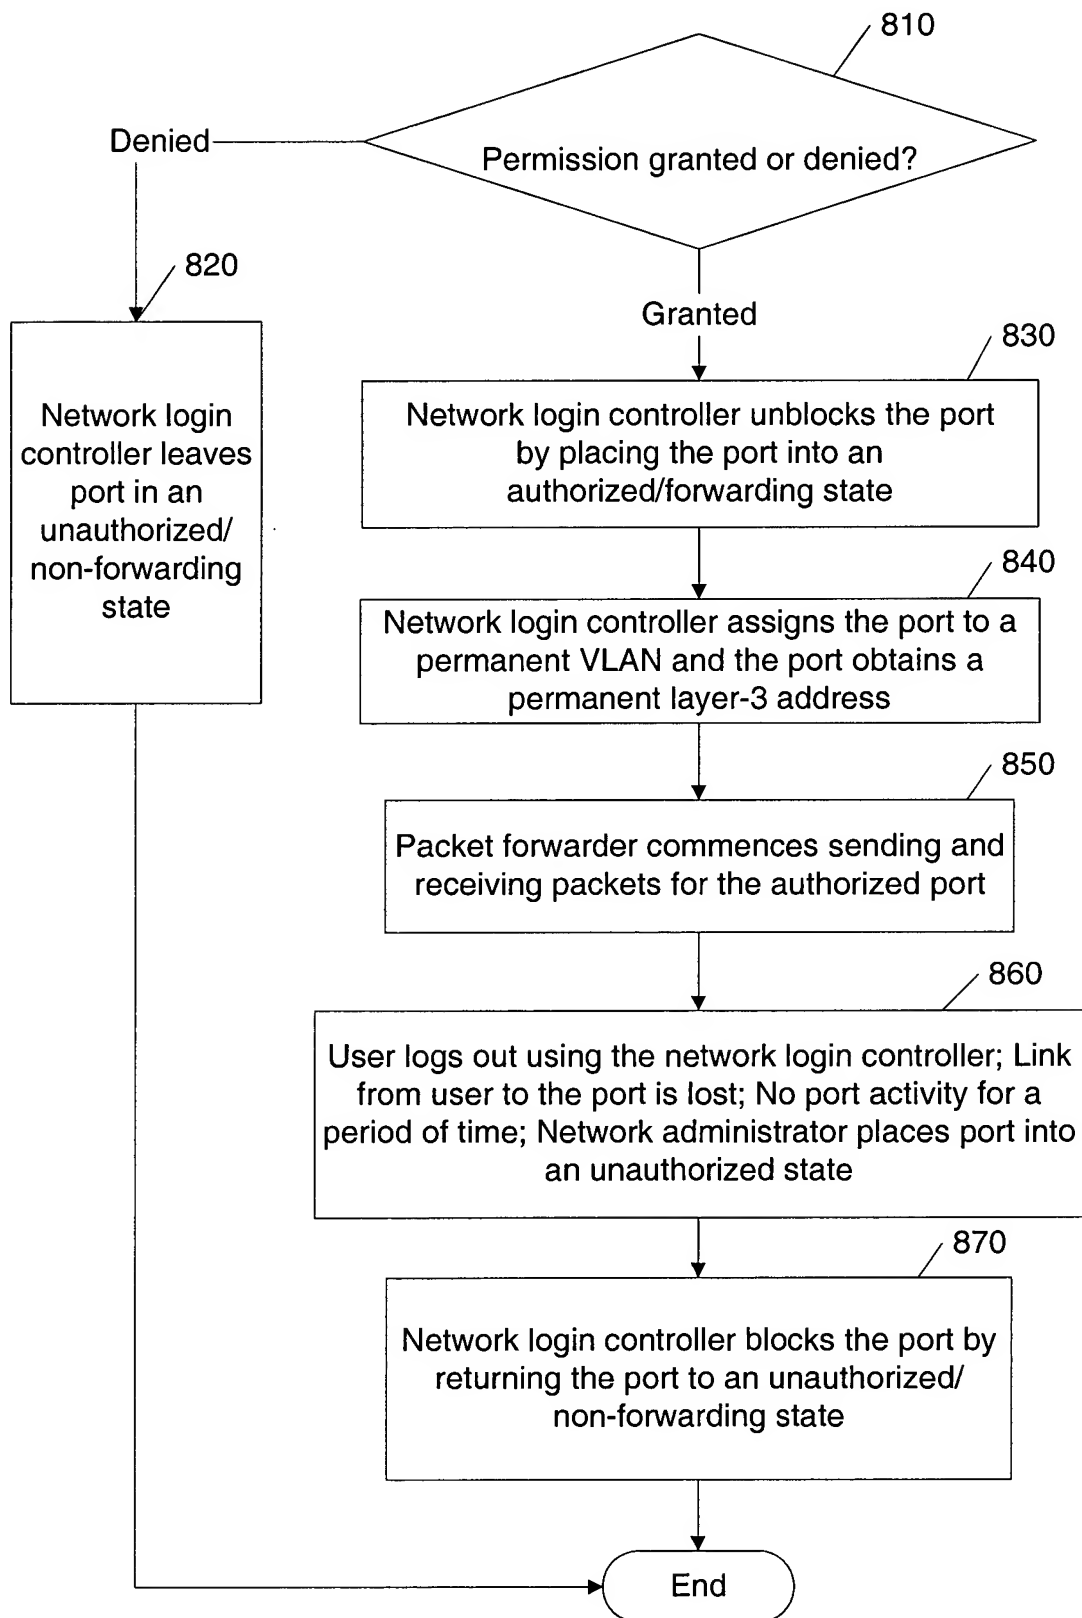 810
Denied
Permission granted or denied?
820
Granted
830
Network login
controller leaves
port in an
unauthorized/
non-forwarding
state
Network login controller unblocks the port
by placing the port into an
authorized/forwarding state
840
Network login controller assigns the port to a
permanent VLAN and the port obtains a
permanent layer-3 address
850
Packet forwarder commences sending and
receiving packets for the authorized port
860
User logs out using the network login controller; Link
from user to the port is lost; No port activity for a
period of time; Network administrator places port into
an unauthorized state
870
Network login controller blocks the port by
returning the port to an unauthorized/
non-forwarding state
End